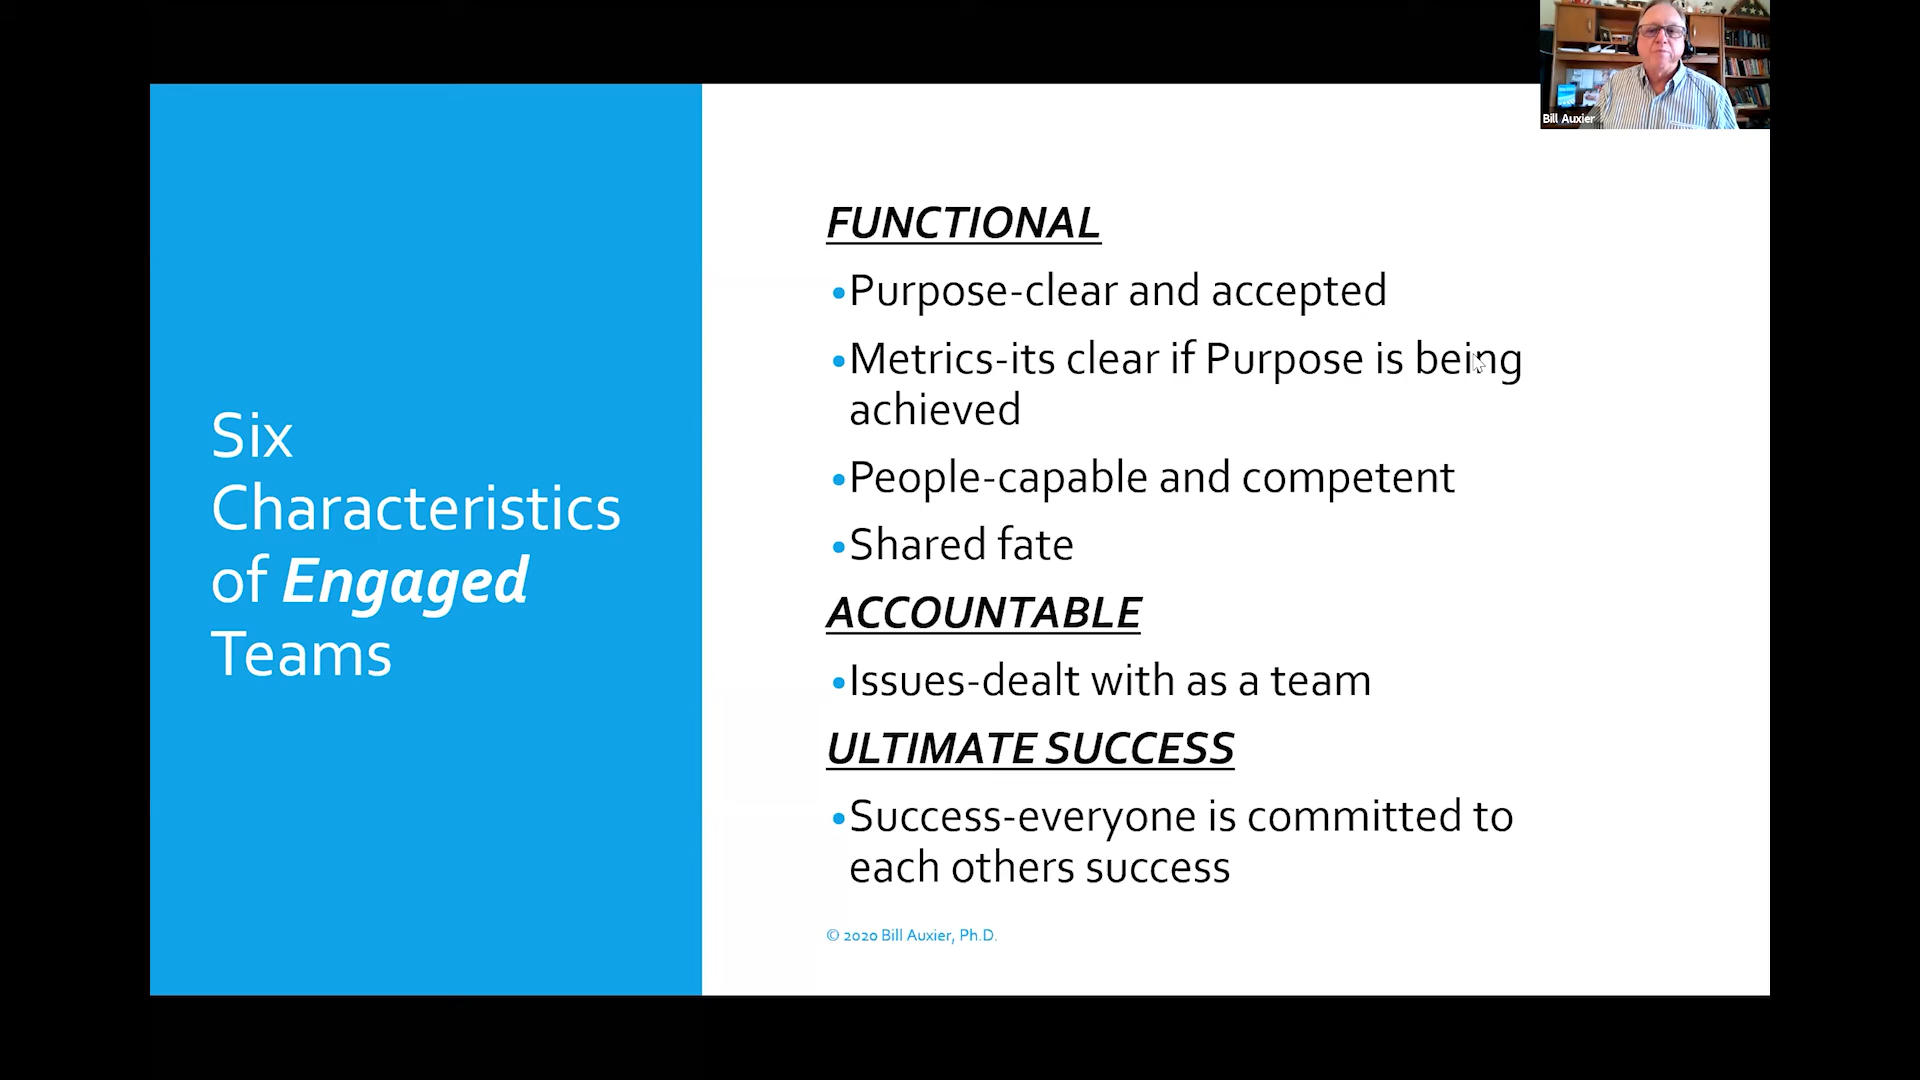 Bill Auxier
Six
Characteristics
of Engaged
Teams
FUNCTIONAL
•Purpose-clear and accepted
•Metrics-its clear if Purpose is being
achieved
•People-capable and competent
•Shared fate
ACCOUNTABLE
•Issues-dealt with as a team
ULTIMATE SUCCESS
•Success-everyone is committed to
each others success
© 2020 Bill Auxier, Ph.D.